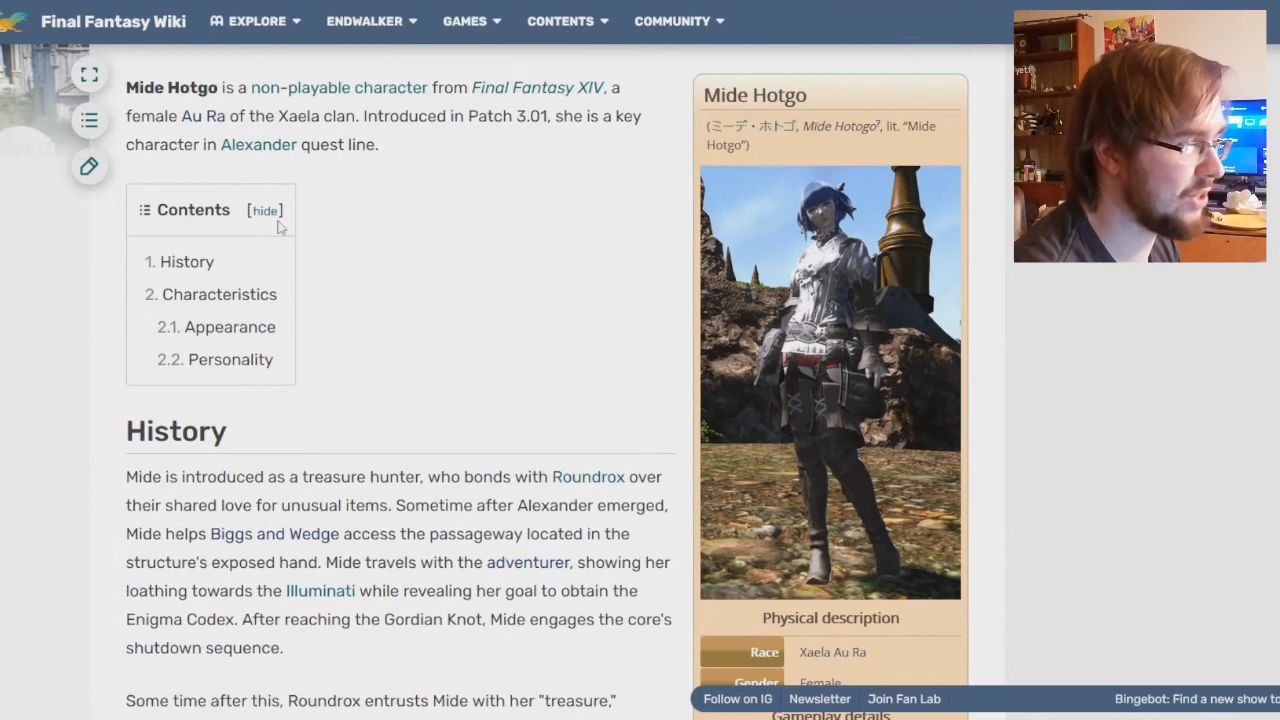 Final Fantasy Wiki
EXPLORE
ENDWALKER
GAMES
CONTENTS
COMMUNITY
Mide Hotgo is a non-playable character from Final Fantasy XIV, a
female Au Ra of the Xaela clan. Introduced in Patch 3.01, she is a key
character in Alexander quest line.
Contents [hide]
1. History
2. Characteristics
2.1. Appearance
2.2. Personality
History
Mide is introduced as a treasure hunter, who bonds with Roundrox over
their shared love for unusual items. Sometime after Alexander emerged,
Mide helps Biggs and Wedge access the passageway located in the
structure's exposed hand. Mide travels with the adventurer, showing her
loathing towards the Illuminati while revealing her goal to obtain the
Enigma Codex. After reaching the Gordian Knot, Mide engages the core's
shutdown sequence.
Some time after this, Roundrox entrusts Mide with her "treasure,"
Mide Hotgo
(ミーデ・ホトゴ, Mide Hotogo?, lit. "Mide
Hotgo")
Physical description
Race Xaela Au Ra
Gender Female
Gameplay details
Follow on IG
Newsletter
Join Fan Lab
Bingebot: Find a new show to